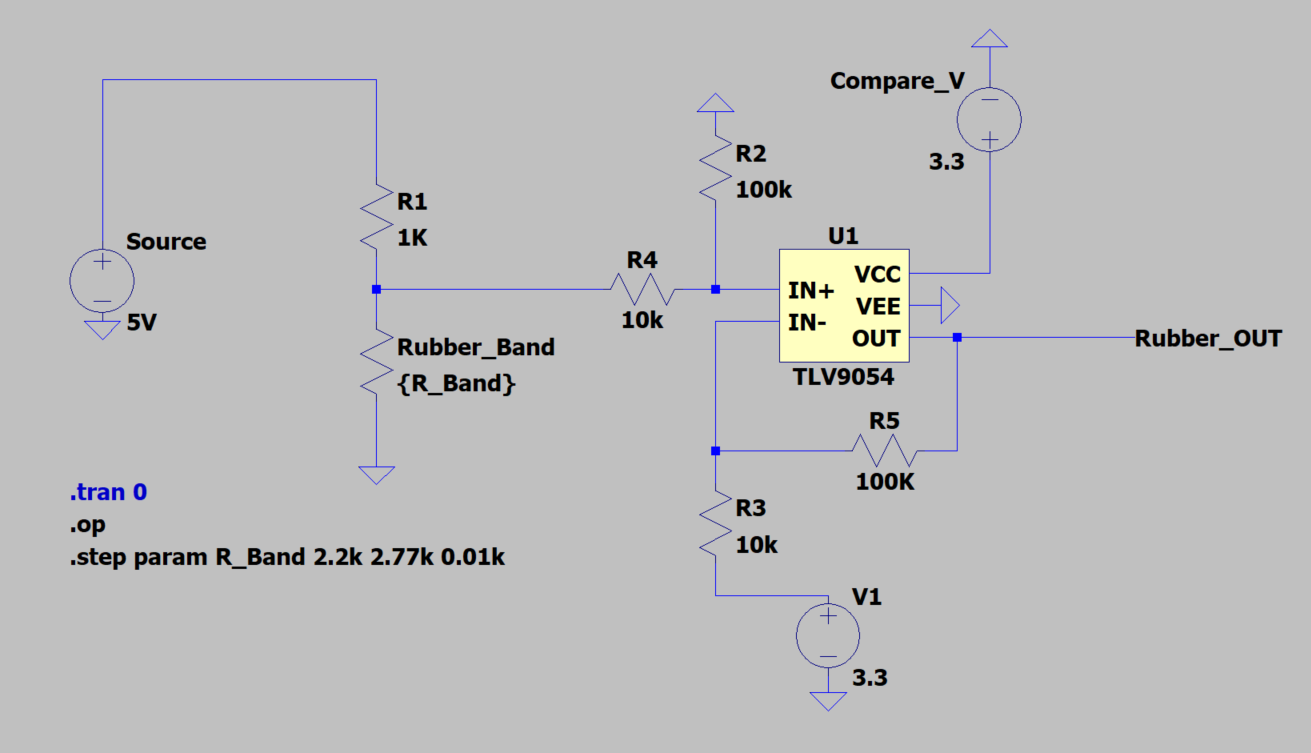 Compare_V
3.3
R2
100k
R1
1K
Source
5V
U1
R4
10k
IN+
IN-
VCC
VEE
OUT
TLV9054
Rubber_OUT
Rubber_Band
{R_Band}
R5
100K
R3
10k
V1
3.3
.tran 0
.op
.step param R_Band 2.2k 2.77k 0.01k